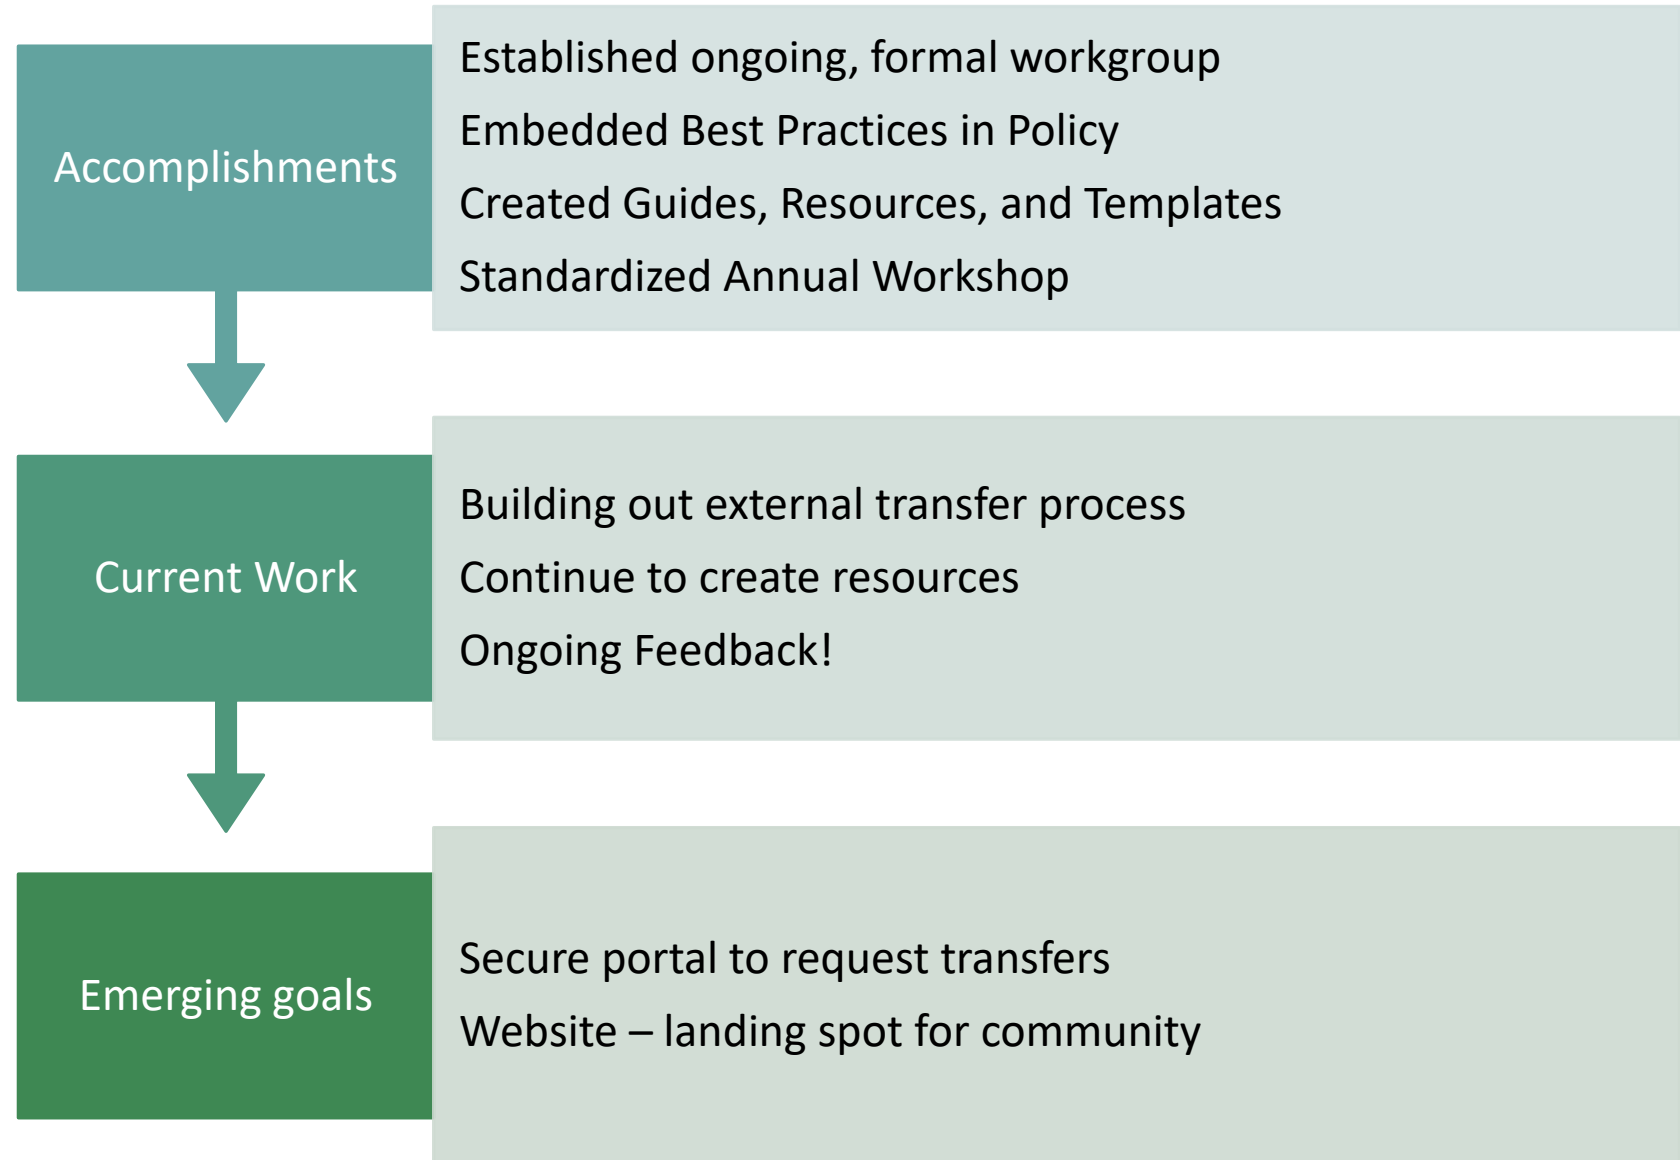 Accomplishments
Established ongoing, formal workgroup
Embedded Best Practices in Policy
Created Guides, Resources, and Templates
Standardized Annual Workshop
Current Work
Building out external transfer process
Continue to create resources
Ongoing Feedback!
Emerging goals
Secure portal to request transfers
Website – landing spot for community